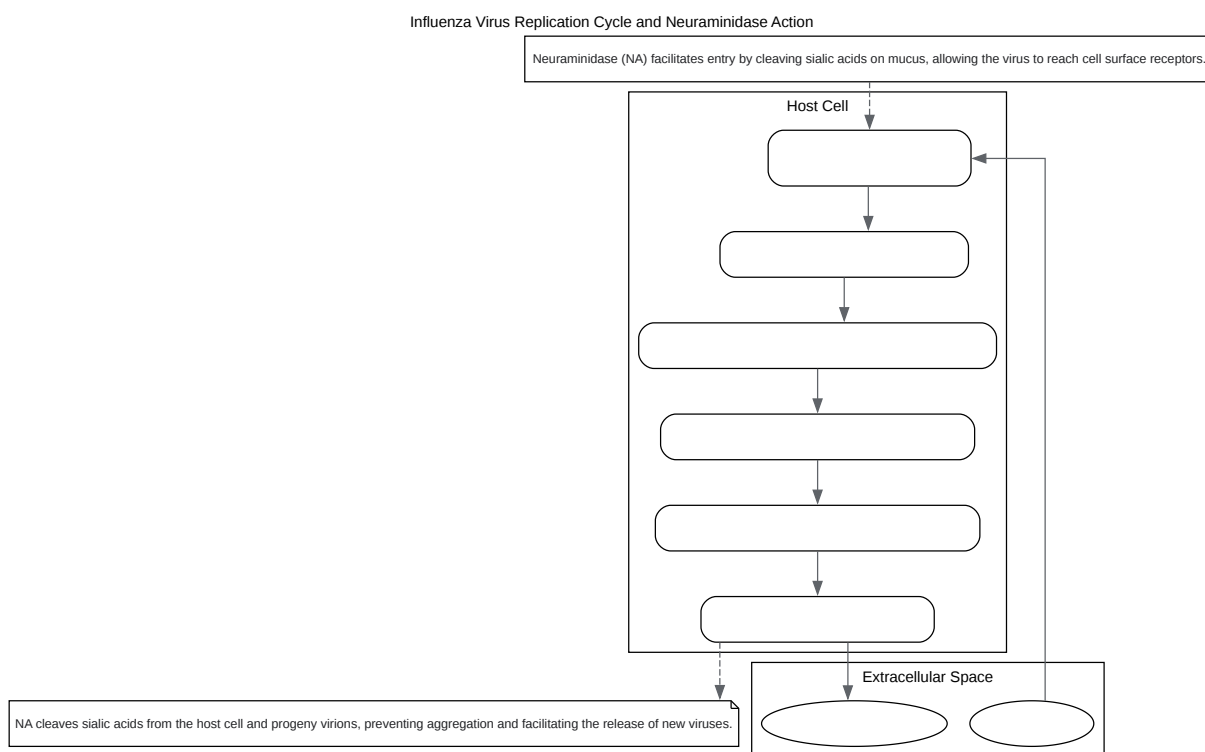 Influenza Virus Replication Cycle and Neuraminidase Action
Neuraminidase (NA) facilitates entry by cleaving sialic acids on mucus, allowing the virus to reach cell surface receptors.
Host Cell
Extracellular Space
NA cleaves sialic acids from the host cell and progeny virions, preventing aggregation and facilitating the release of new viruses.